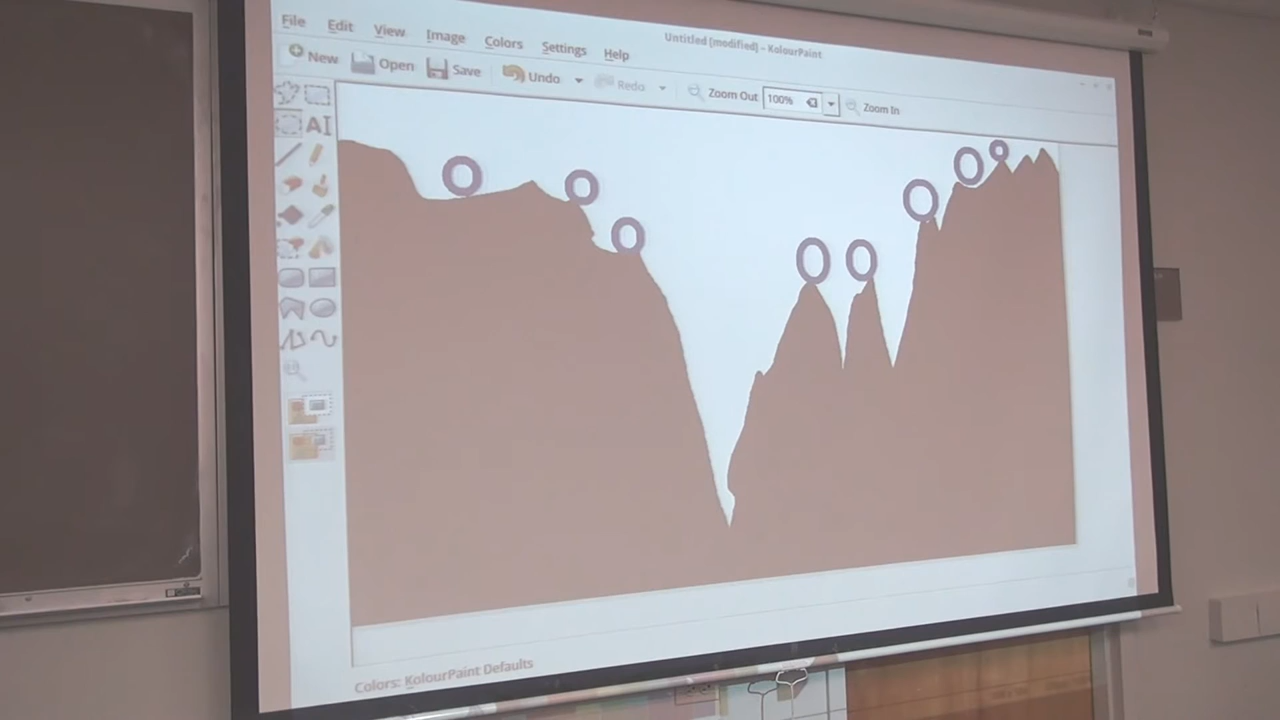 Untitled [modified] - KolourPaint
File Edit View Image Colors Settings Help
New Open Save Undo Redo Zoom Out 100% Zoom In
AI
Colors: KolourPaint Defaults